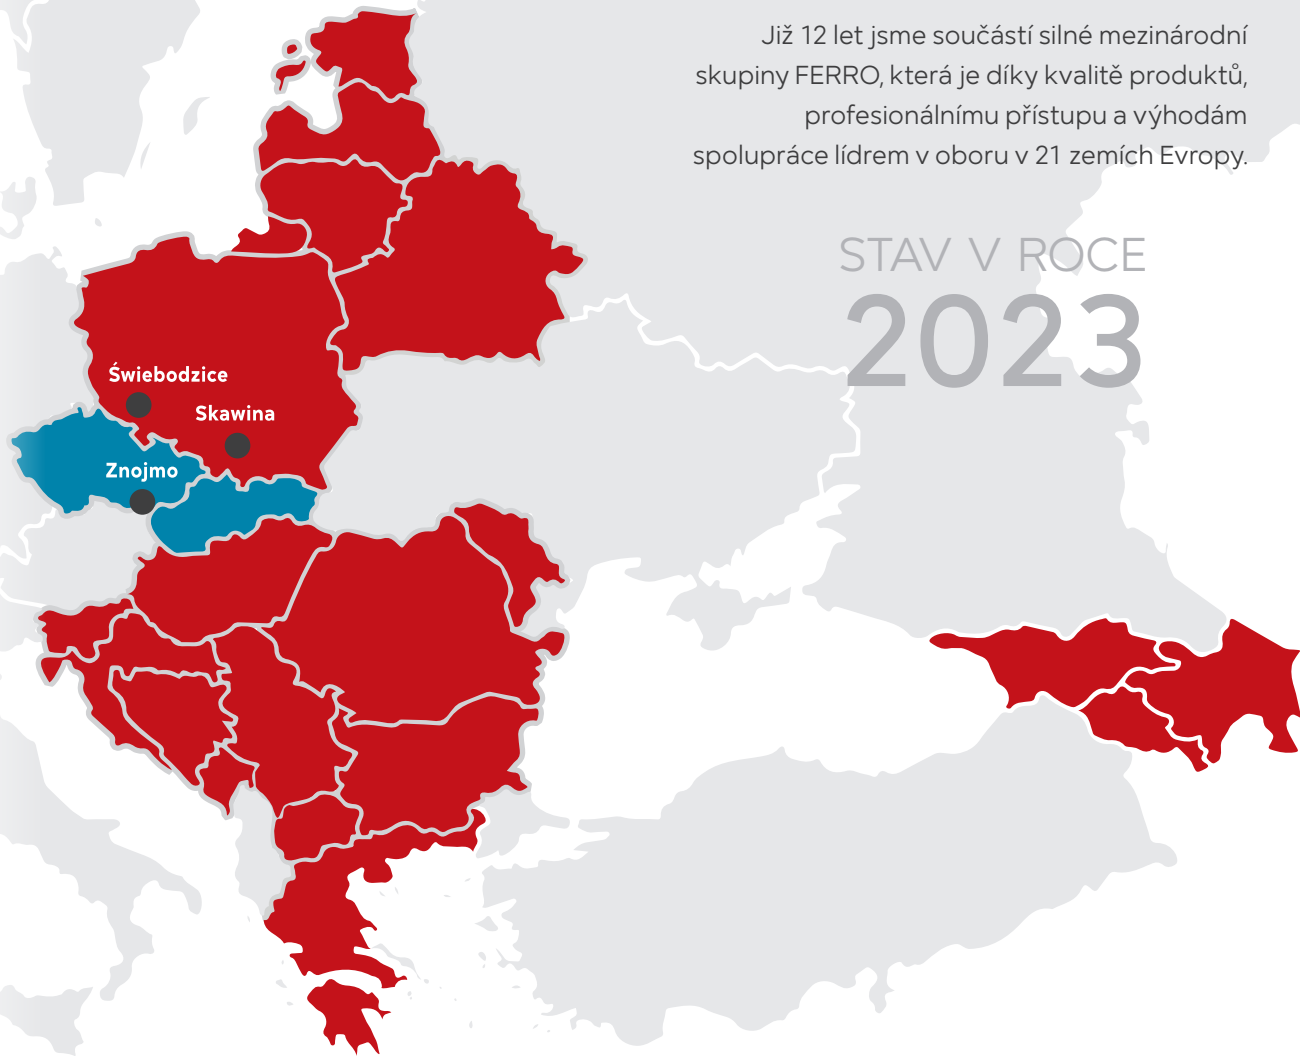 Již 12 let jsme součástí silné mezinárodní
skupiny FERRO, která je díky kvalitě produktů,
profesionálnímu přístupu a výhodám
spolupráce lídrem v oboru v 21 zemích Evropy.
STAV V ROCE
2023
Świebodzice
Skawina
Znojmo